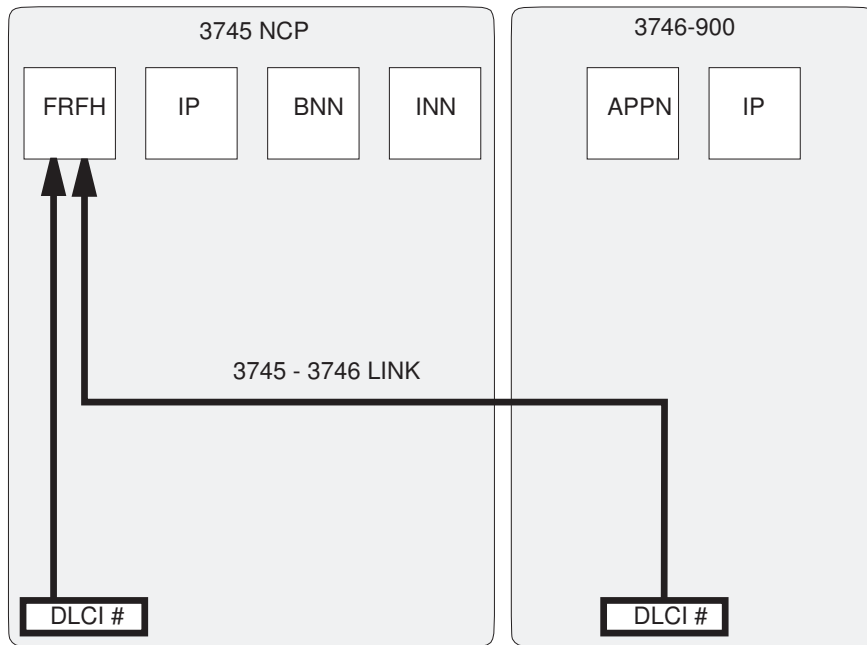 3745 NCP
3746-900
FRFH
IP
BNN
INN
APPN
IP
3745 - 3746 LINK
DLCI #
DLCI #